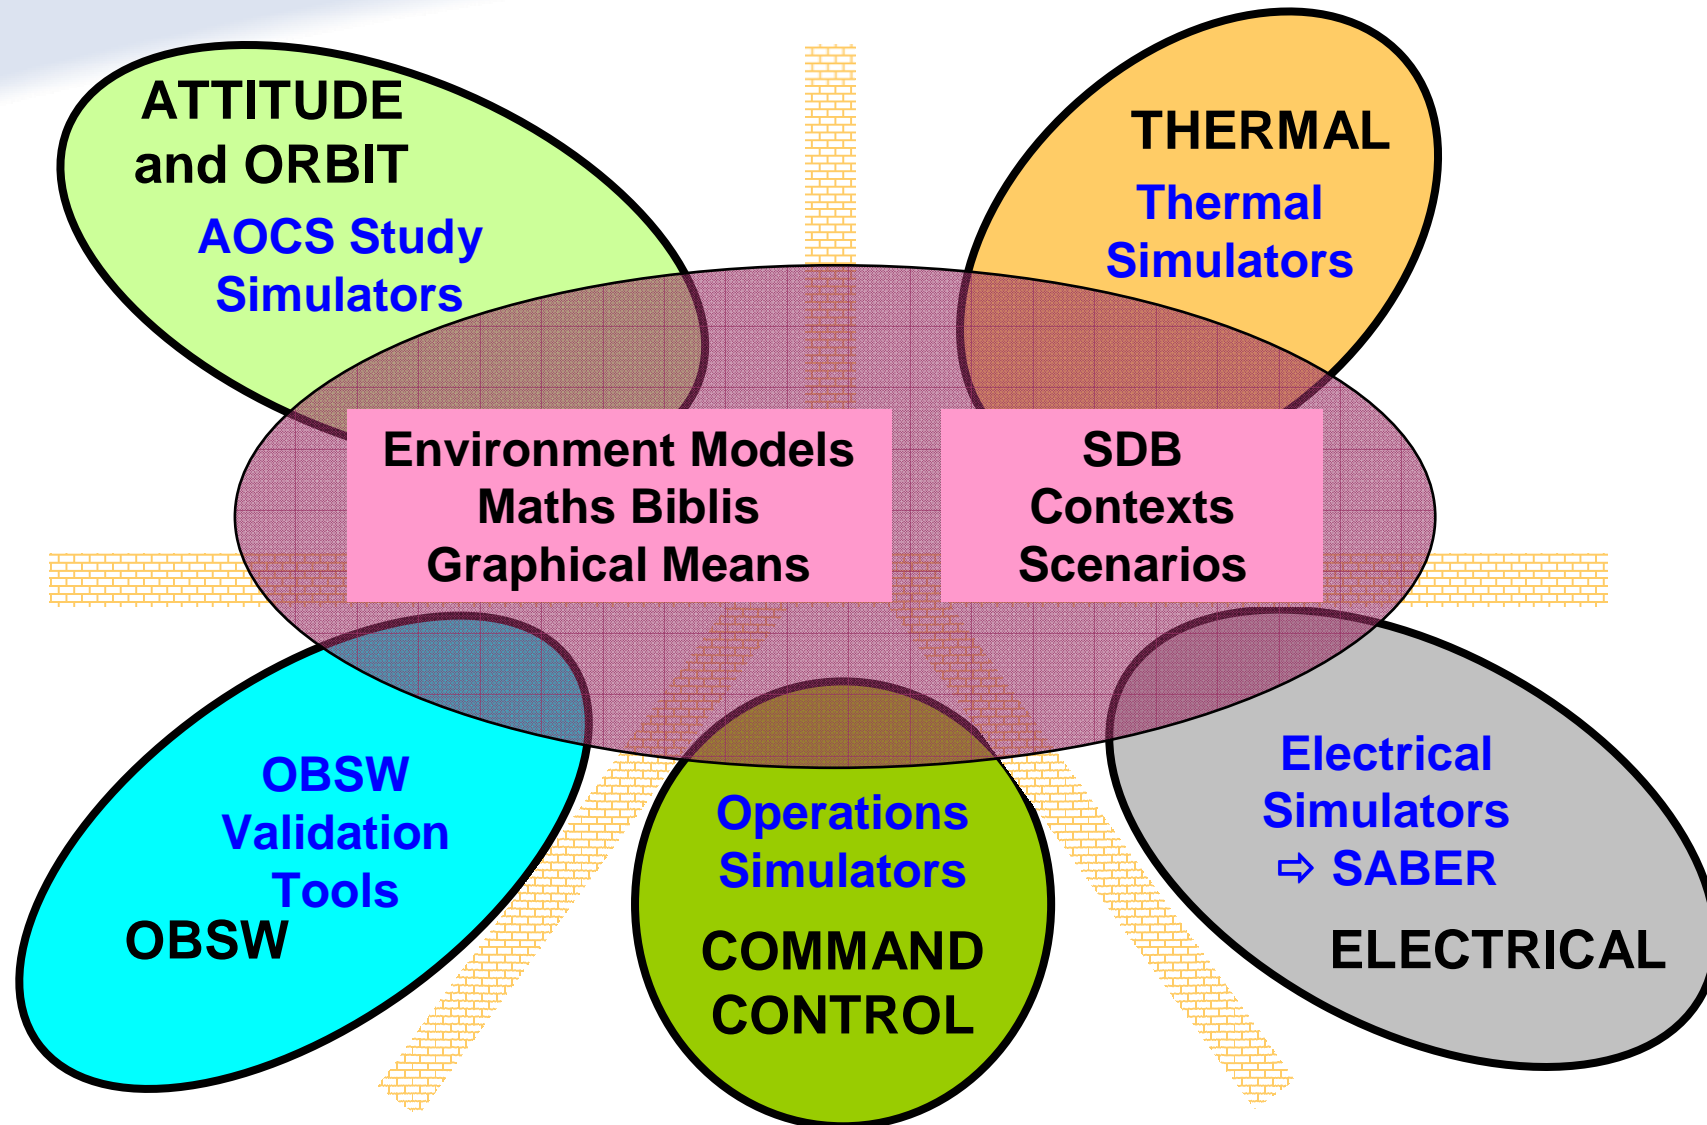 ATTITUDE
and ORBIT
AOCS Study
Simulators
THERMAL
Thermal
Simulators
Environment Models
Maths Biblis
Graphical Means
SDB
Contexts
Scenarios
OBSW
Validation
Tools
OBSW
Operations
Simulators
COMMAND
CONTROL
Electrical
Simulators
⇨ SABER
ELECTRICAL